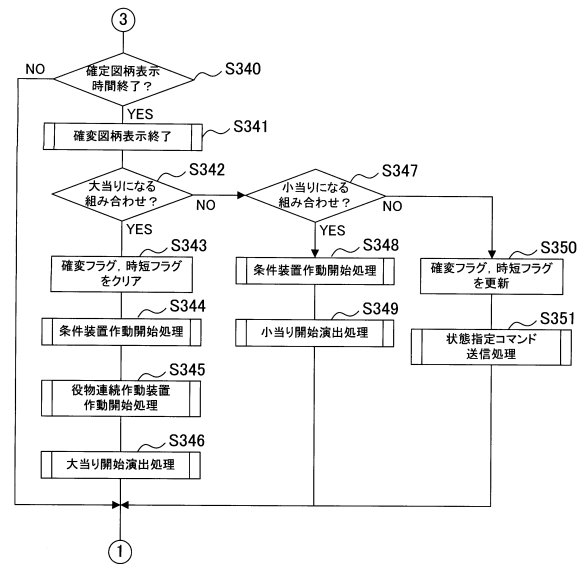 3
確定図柄表示
時間終了？
S340
NO
YES
確変図柄表示終了
S341
大当りになる
組み合わせ？
S342
NO
YES
小当りになる
組み合わせ？
S347
NO
YES
確変フラグ，時短フラグ
をクリア
S343
条件装置作動開始処理
S344
役物連続作動装置
作動開始処理
S345
大当り開始演出処理
S346
条件装置作動開始処理
S348
小当り開始演出処理
S349
確変フラグ，時短フラグ
を更新
S350
状態指定コマンド
送信処理
S351
1